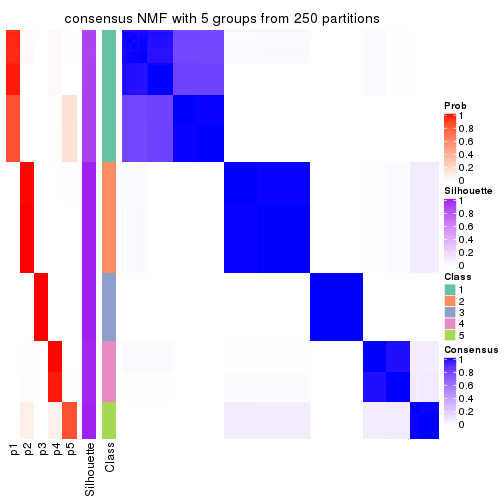 consensus NMF with 5 groups from 250 partitions
Prob
1
0.8
0.6
0.4
0.2
0
Silhouette
1
0.8
0.6
0.4
0.2
0
Class
1
2
3
4
5
Consensus
1
0.8
0.6
0.4
0.2
0
p1
p2
p3
p4
p5
Silhouette
Class